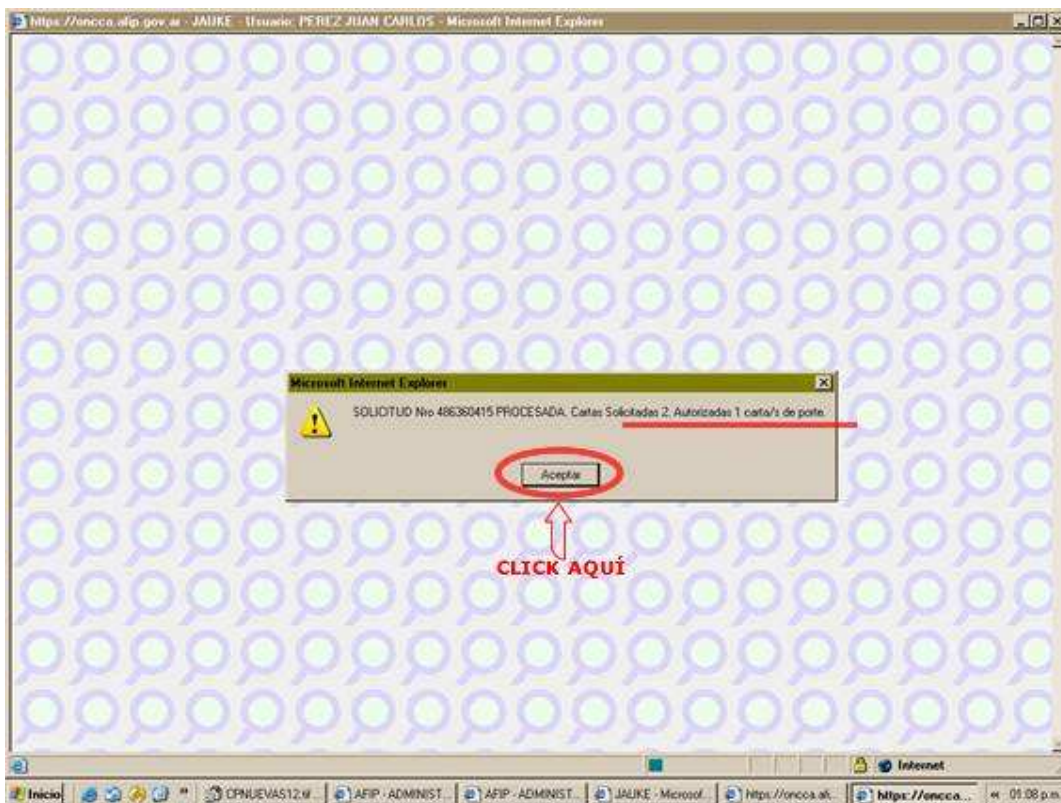 https://oncca.afip.gov.ar - JAUKE - Usuario: PEREZ JUAN CARLOS - Microsoft Internet Explorer
Microsoft Internet Explorer
SOLICITUD Nro 486360415 PROCESADA. Cartas Solicitadas 2. Autorizadas 1 carta/s de porte.
Aceptar
CLICK AQUÍ
Internet
Inicio
CPNUEVAS12.W...
AFIP - ADMINIST...
AFIP - ADMINIST...
JAUKE - Microsof...
https://oncca.afi...
https://oncca...
01:08 p.m.